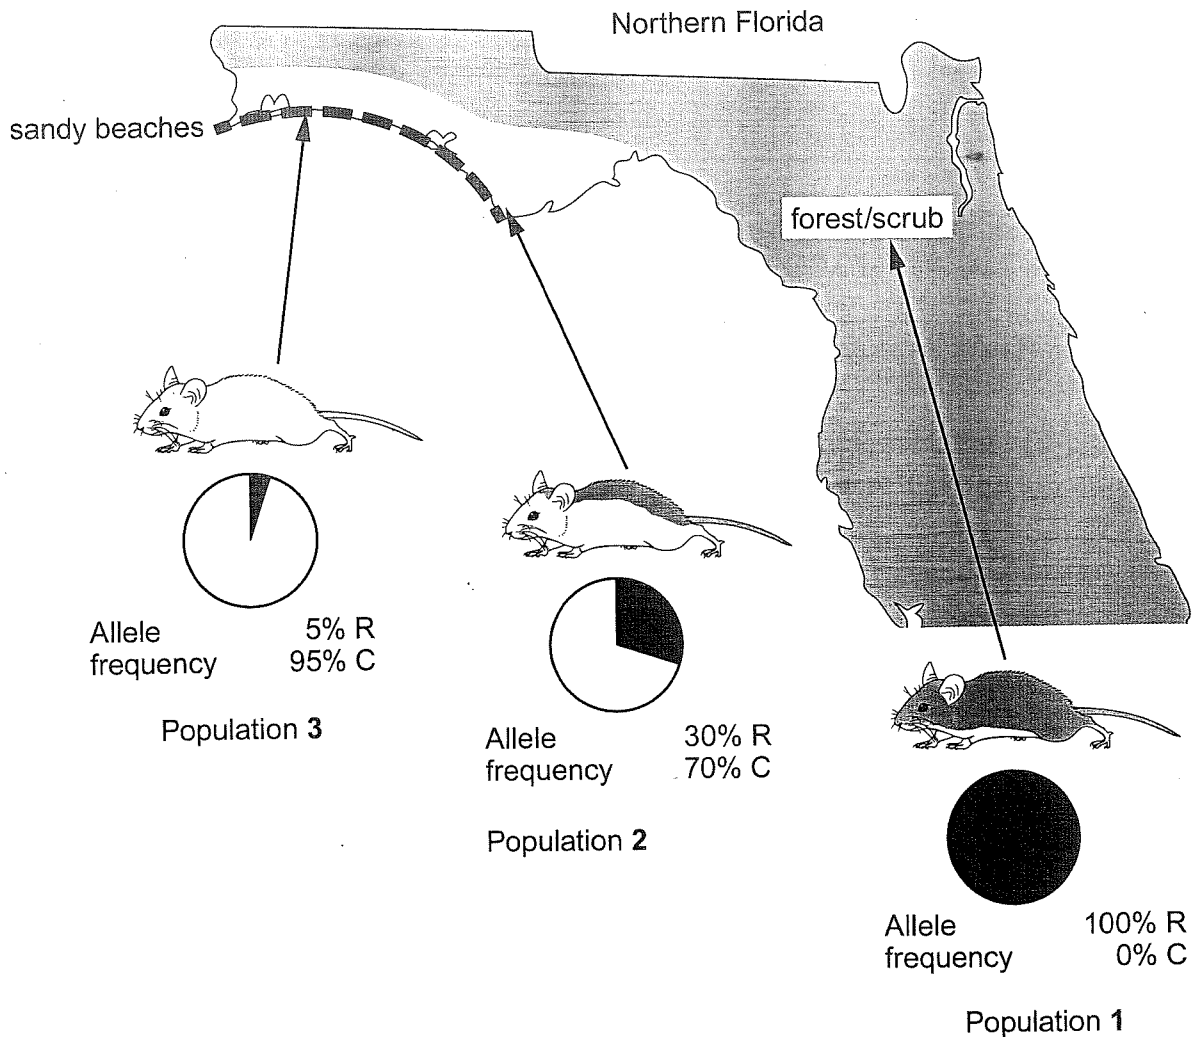 Northern Florida
sandy beaches
forest/scrub
Allele 5% R
frequency 95% C
Population 3
Allele 30% R
frequency 70% C
Population 2
Allele 100% R
frequency 0% C
Population 1